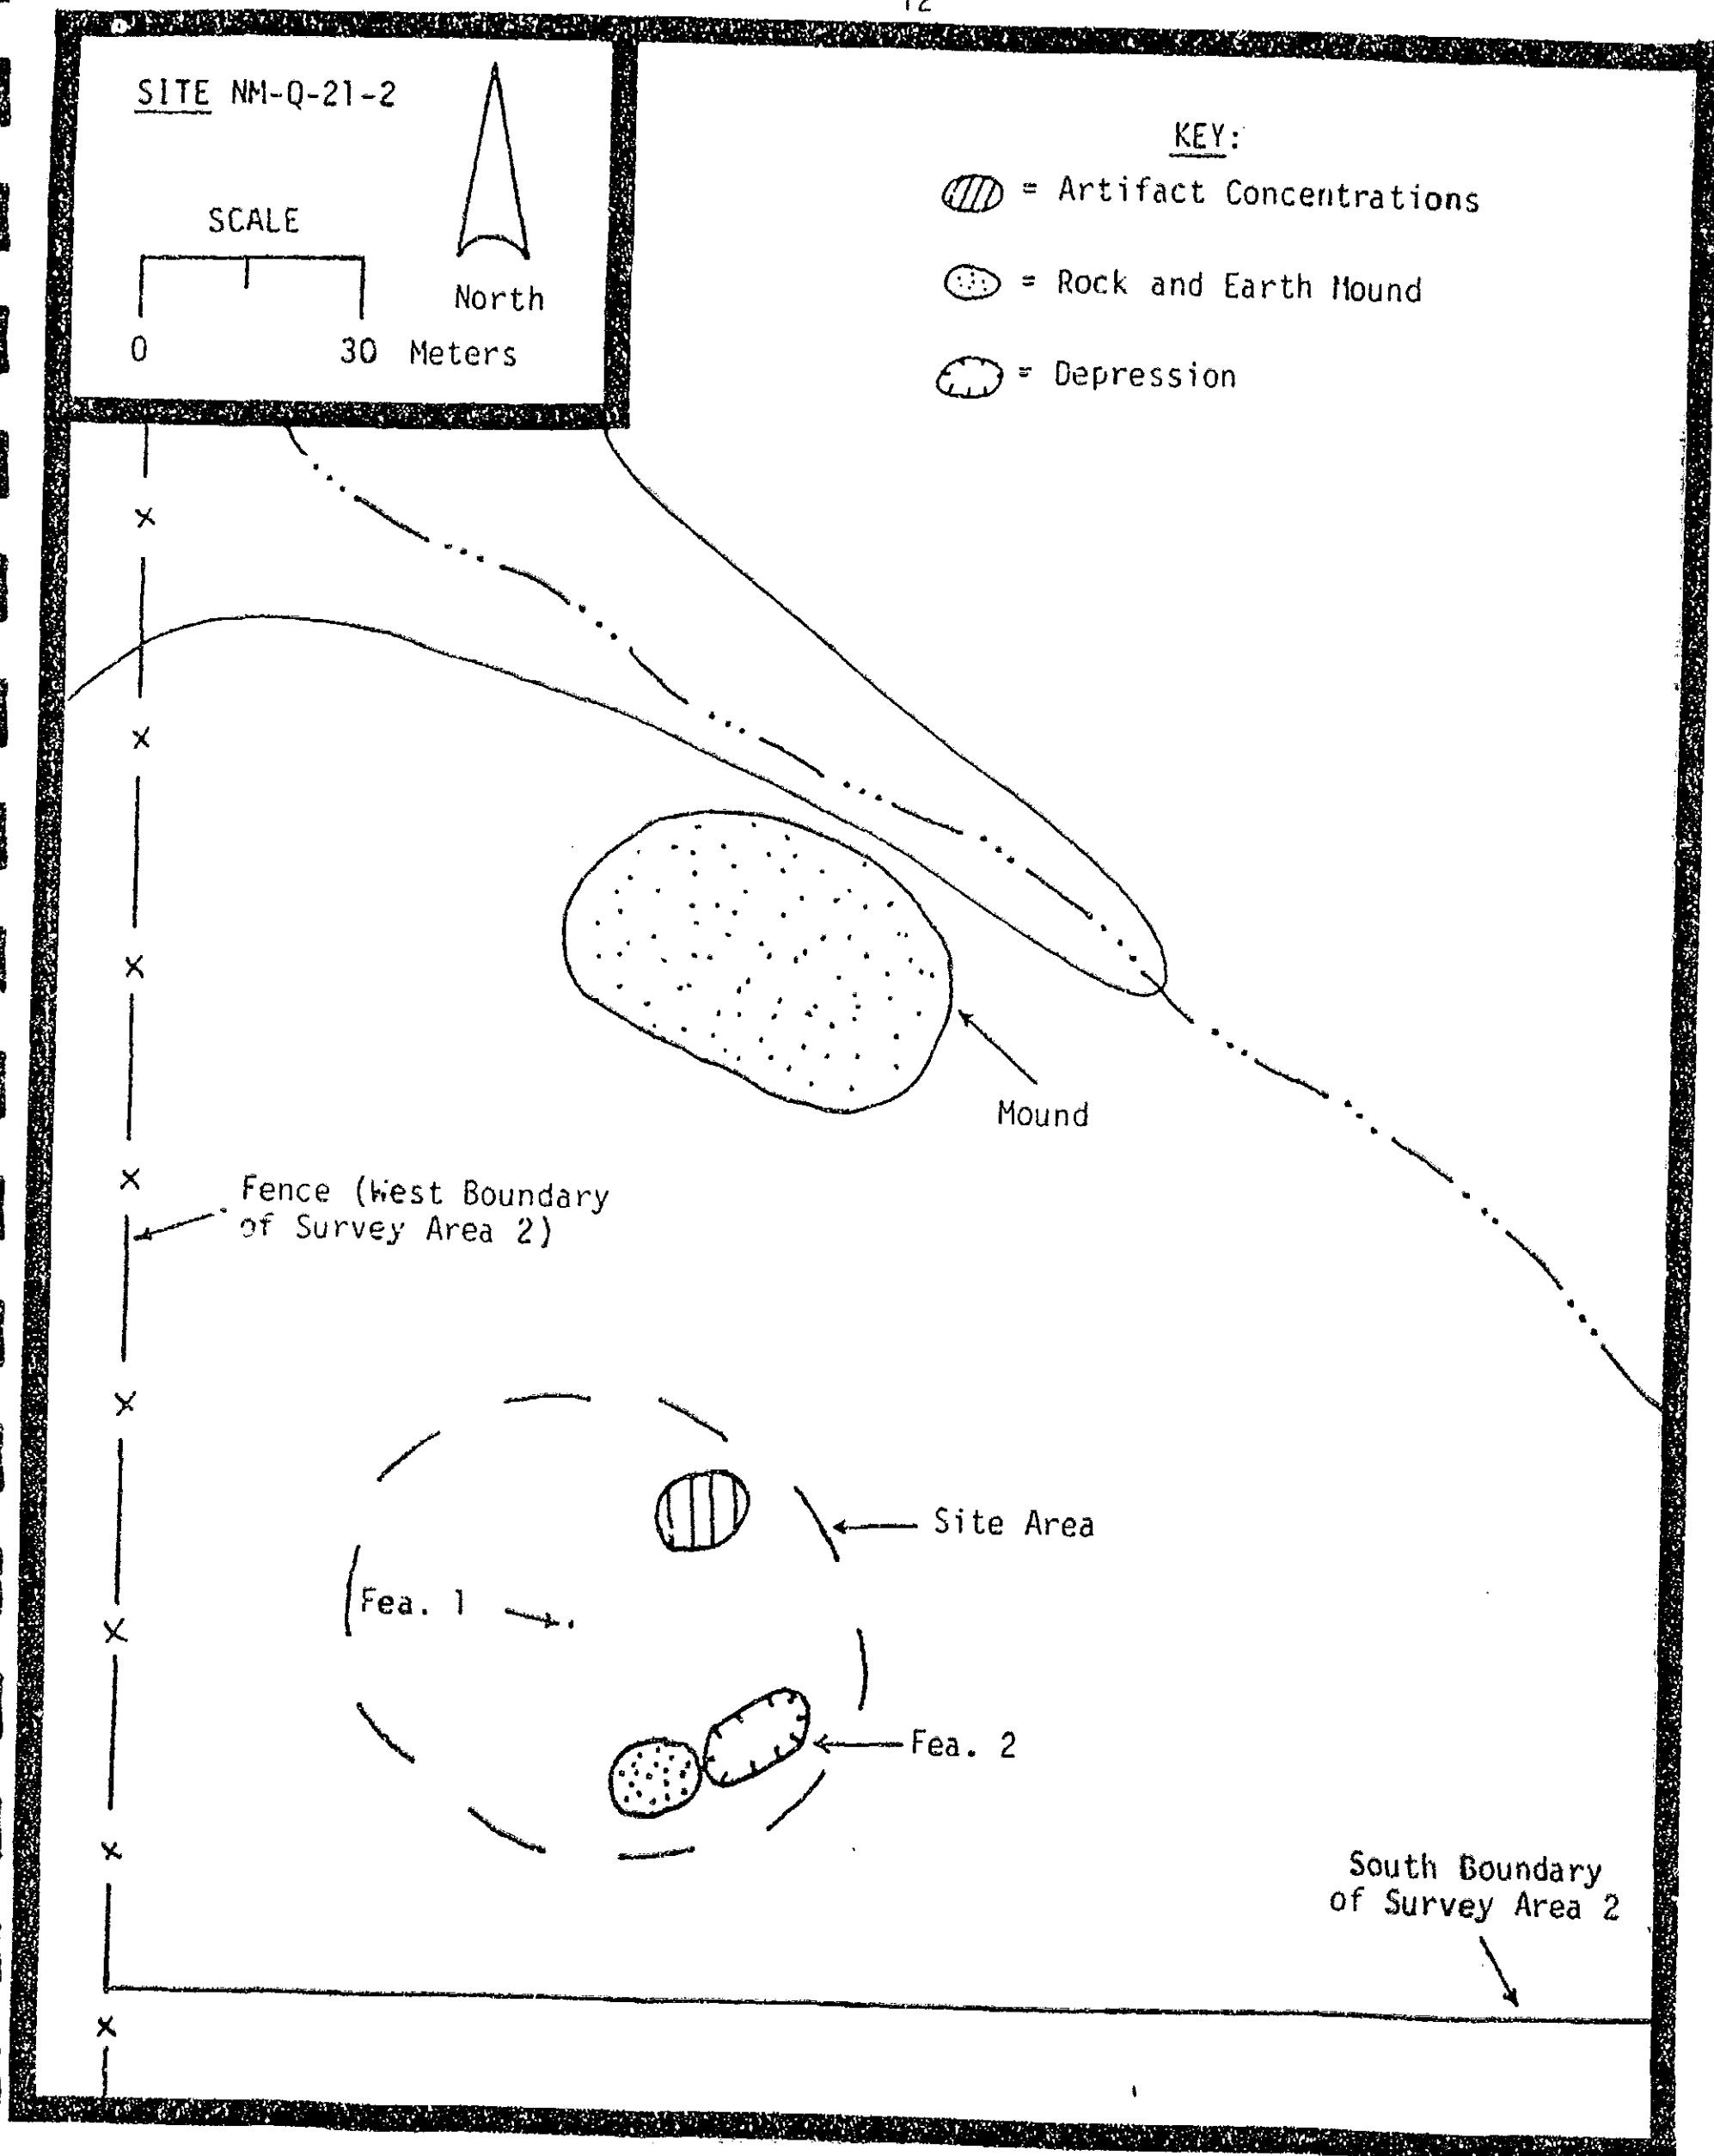 12
SITE NM-Q-21-2
SCALE
North
0 30 Meters
KEY:
= Artifact Concentrations
= Rock and Earth Mound
= Depression
Mound
Fence (West Boundary
of Survey Area 2)
Site Area
Fea. 1
Fea. 2
South Boundary
of Survey Area 2